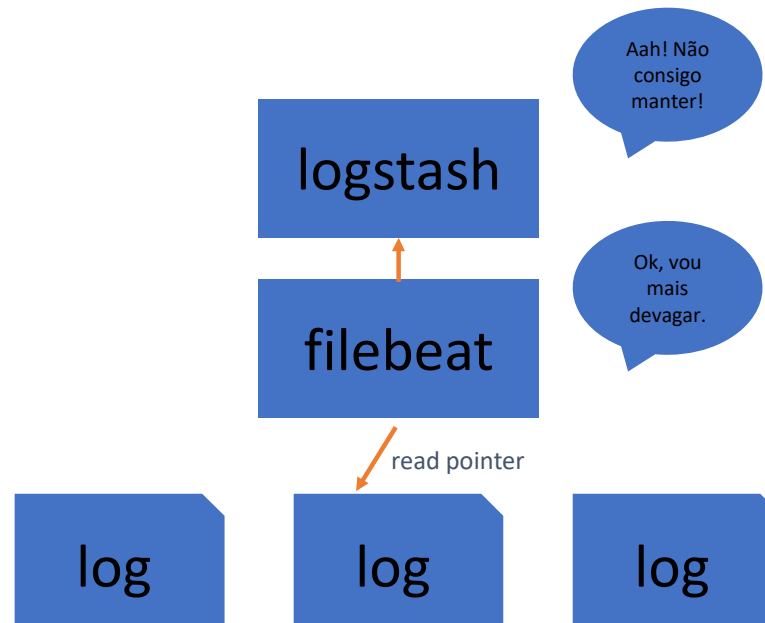 Aah! Não
consigo
manter!
logstash
Ok, vou
mais
devagar.
filebeat
read pointer
log
log
log